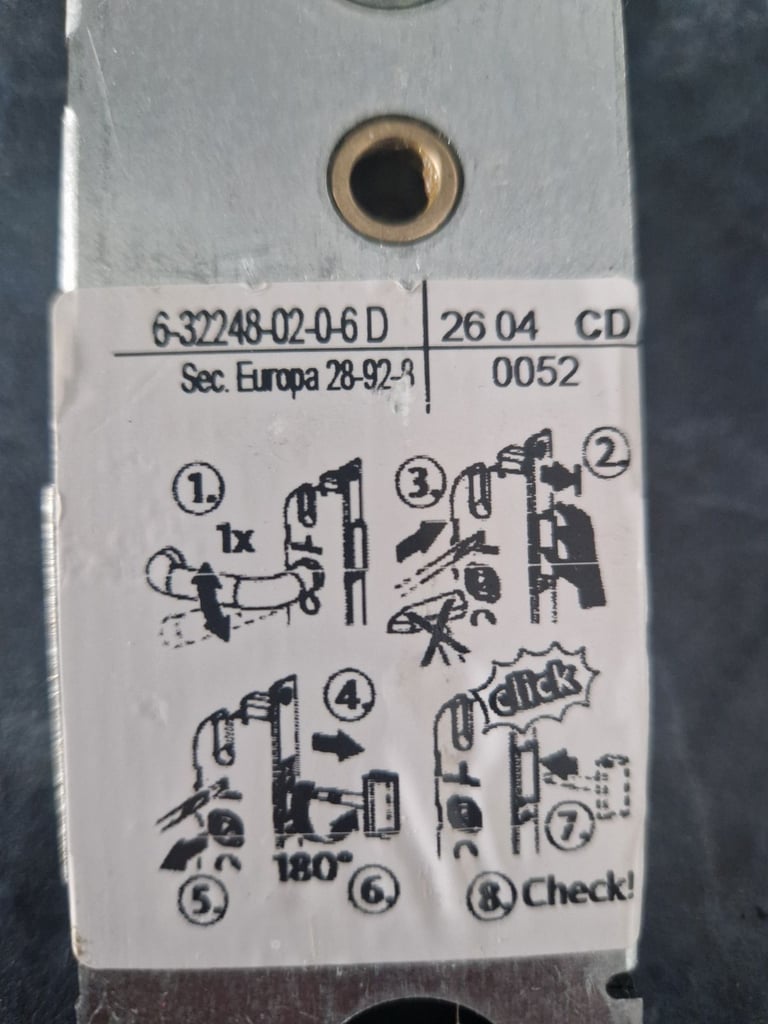 6-32248-02-0-6 D
26 04 CD
Sec. Europa 28-92-8
0052
1.
1x
3.
2.
4.
click
5.
180°
6.
7.
8. Check!